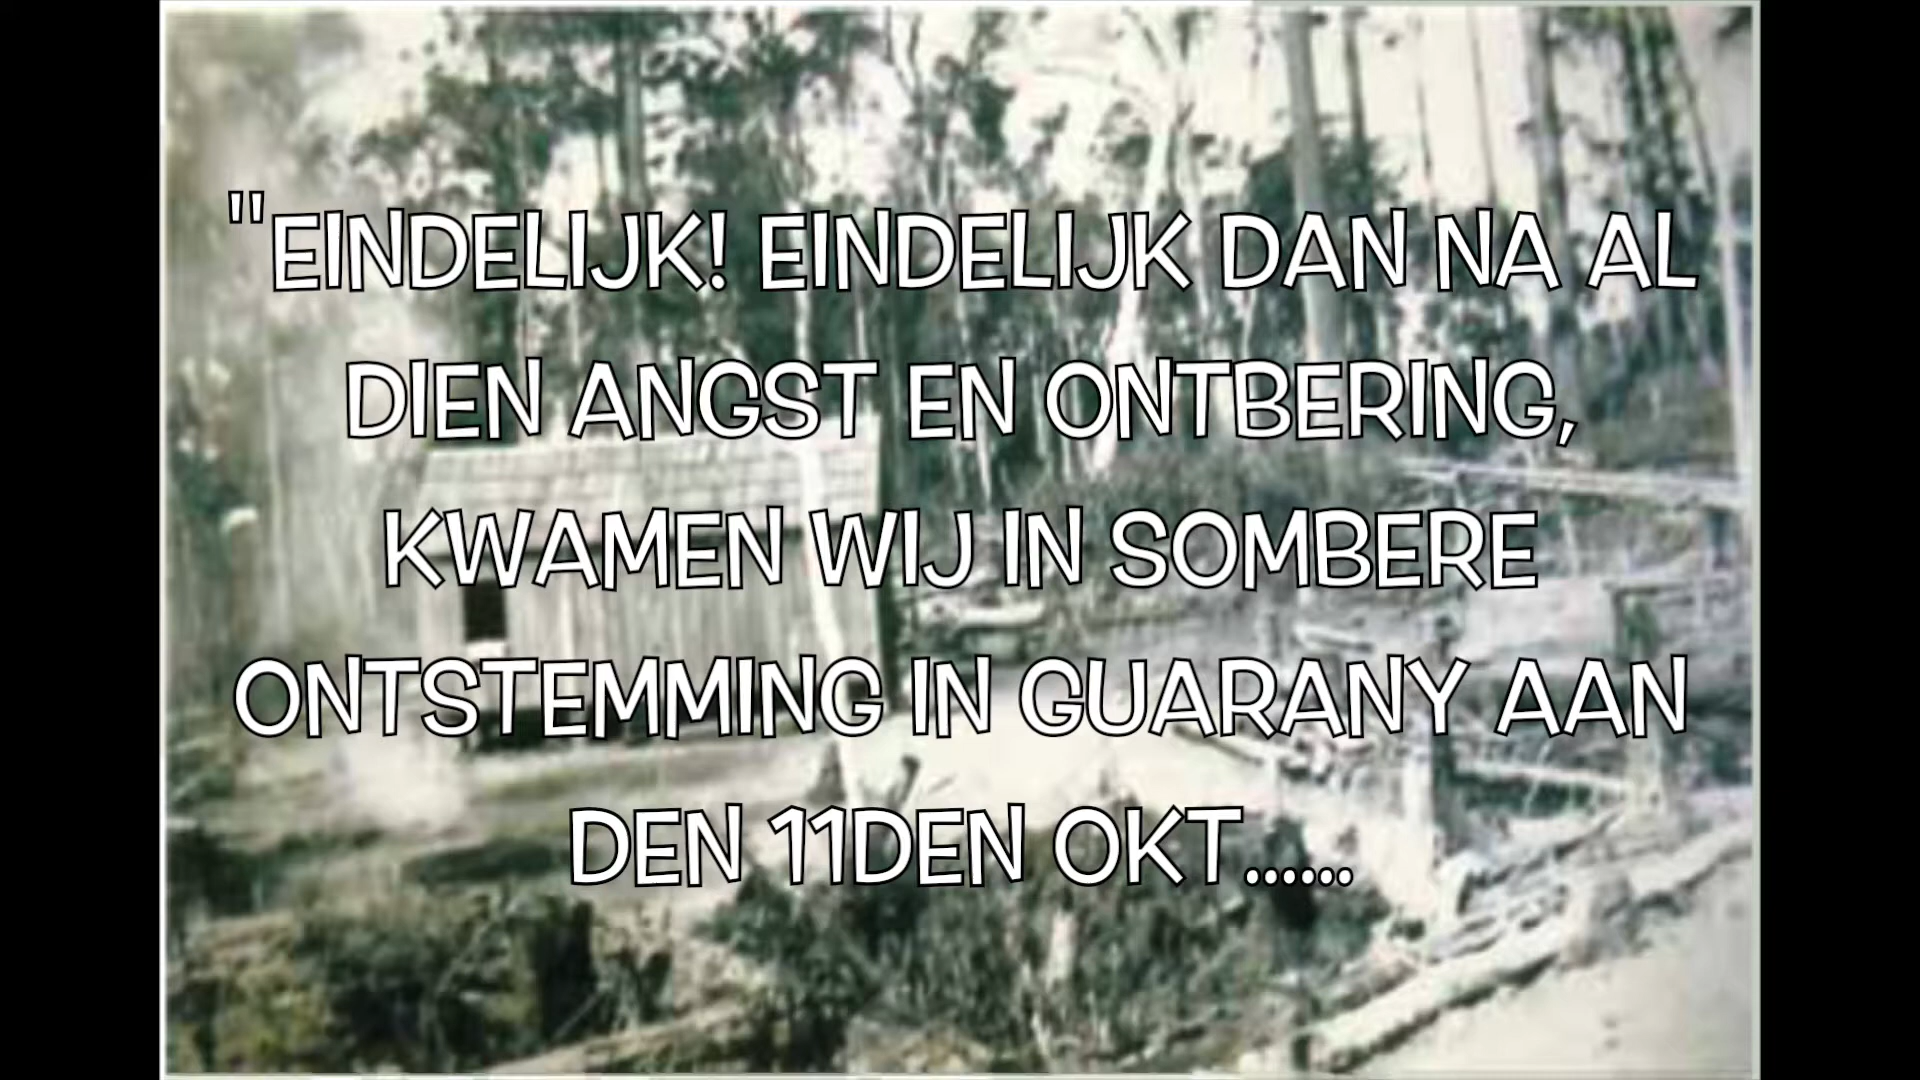 "EINDELIJK! EINDELIJK DAN NA AL
DIEN ANGST EN ONTBERING,
KWAMEN WIJ IN SOMBERE
ONTSTEMMING IN GUARANY AAN
DEN 11DEN OKT......